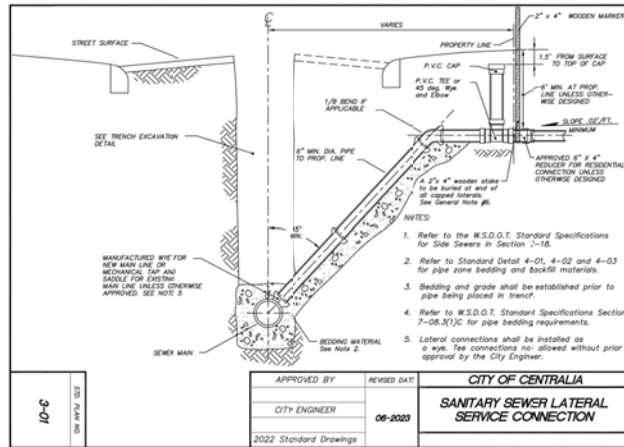 ℄
VARIES
2" x 4" WOODEN MARKER
STREET SURFACE
PROPERTY LINE
1.5' FROM SURFACE
TO TOP OF CAP
P.V.C. CAP
P.V.C. TEE or
45 deg. Wye
and Elbow
6' MIN. AT PROP.
LINE UNLESS OTHER-
WISE DESIGNED
1/8 BEND IF
APPLICABLE
SLOPE .02'/FT.
MINIMUM
SEE TRENCH EXCAVATION
DETAIL
6" MIN. DIA. PIPE
TO PROP. LINE
APPROVED 6" X 4"
REDUCER FOR RESIDENTIAL
CONNECTION UNLESS
OTHERWISE DESIGNED
A 2"x 4" wooden stake
to be buried at end of
all capped laterals.
See General Note #6.
MIN.
MANUFACTURED WYE FOR
NEW MAIN LINE OR
MECHANICAL TAP AND
SADDLE FOR EXISTING
MAIN LINE UNLESS OTHERWISE
APPROVED. SEE NOTE 5
SEWER MAIN
BEDDING MATERIAL
See Note 2.
NOTES:
1. Refer to the W.S.D.O.T. Standard Specifications
for Side Sewers in Section 7-18.
2. Refer to Standard Detail 4-01, 4-02 and 4-03
for pipe zone bedding and backfill materials.
3. Bedding and grade shall be established prior to
pipe being placed in trench.
4. Refer to W.S.D.O.T. Standard Specifications Section
7-08.3(1)C for pipe bedding requirements.
5. Lateral connections shall be installed as
a wye. Tee connections not allowed without prior
approval by the City Engineer.
STD. PLAN NO.
3-01
APPROVED BY
CITY ENGINEER
2022 Standard Drawings
REVISED DATE
06-2023
CITY OF CENTRALIA
SANITARY SEWER LATERAL
SERVICE CONNECTION